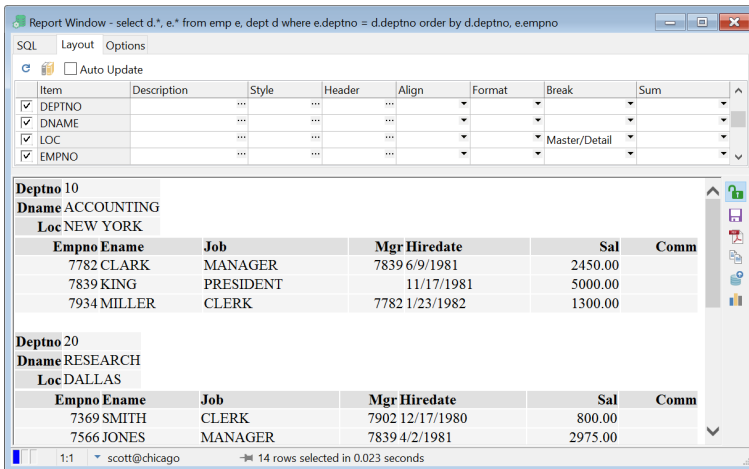 Report Window - select d.*, e.* from emp e, dept d where e.deptno = d.deptno order by d.deptno, e.empno
SQL Layout Options
Auto Update
Item Description Style Header Align Format Break Sum
DEPTNO ... ... ...
DNAME ... ... ...
LOC ... ... ... Master/Detail
EMPNO ... ... ...
Deptno 10
Dname ACCOUNTING
Loc NEW YORK
Empno Ename Job Mgr Hiredate Sal Comm
7782 CLARK MANAGER 7839 6/9/1981 2450.00
7839 KING PRESIDENT 11/17/1981 5000.00
7934 MILLER CLERK 7782 1/23/1982 1300.00
Deptno 20
Dname RESEARCH
Loc DALLAS
Empno Ename Job Mgr Hiredate Sal Comm
7369 SMITH CLERK 7902 12/17/1980 800.00
7566 JONES MANAGER 7839 4/2/1981 2975.00
1:1 scott@chicago 14 rows selected in 0.023 seconds